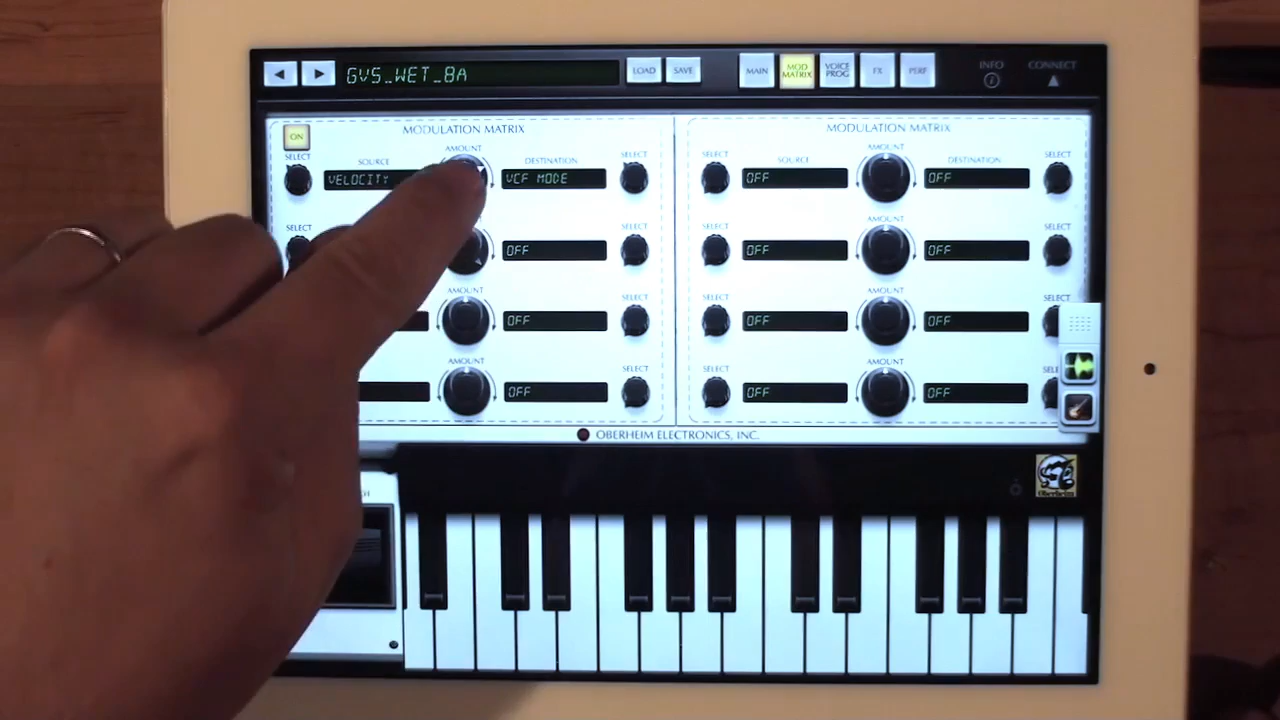 GVS_WET_8A
LOAD
SAVE
MAIN
MOD
MATRIX
VOICE
PROG
FX
PERF
INFO
CONNECT
ON
MODULATION MATRIX
SELECT
SOURCE
AMOUNT
DESTINATION
SELECT
VELOCITY
VCF MODE
SELECT
SELECT
OFF
AMOUNT
SELECT
OFF
AMOUNT
SELECT
OFF
MODULATION MATRIX
SELECT
SOURCE
AMOUNT
DESTINATION
SELECT
OFF
OFF
SELECT
AMOUNT
SELECT
OFF
OFF
SELECT
AMOUNT
OFF
OFF
SELECT
AMOUNT
OFF
OFF
OBERHEIM ELECTRONICS, INC.
Oberheim